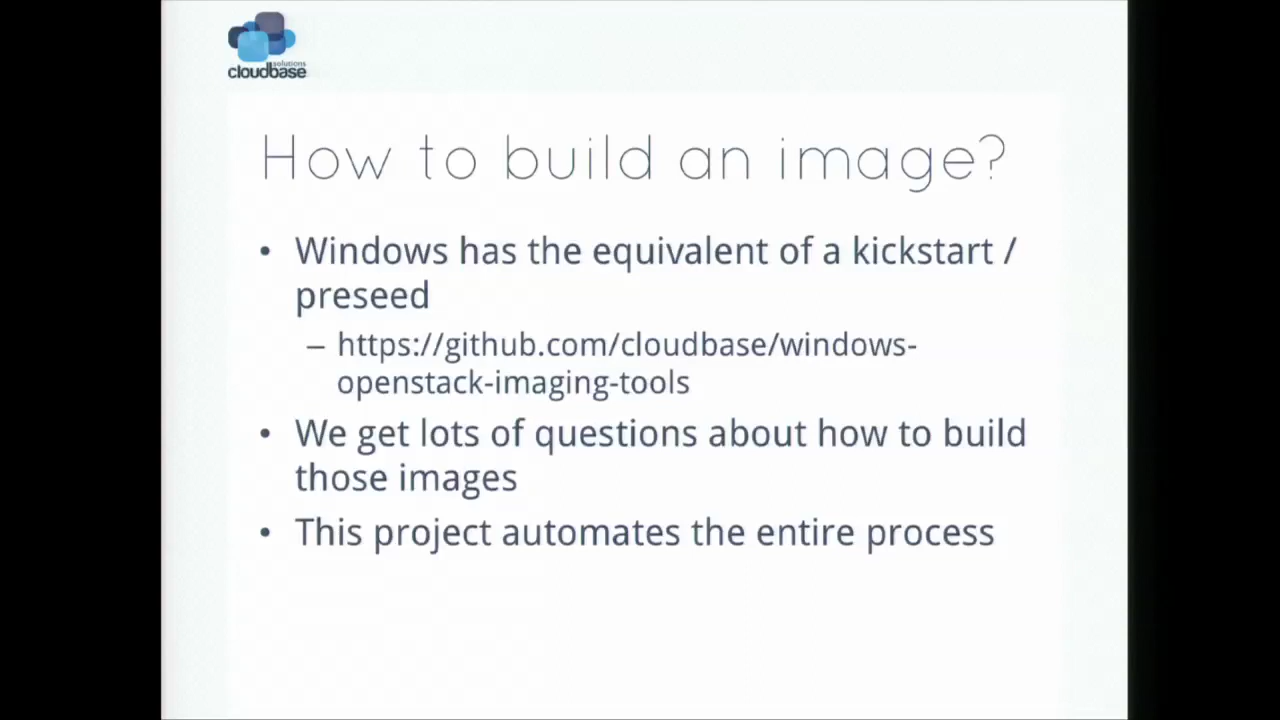 solutions
cloudbase
How to build an image?
• Windows has the equivalent of a kickstart /
preseed
– https://github.com/cloudbase/windows-
openstack-imaging-tools
• We get lots of questions about how to build
those images
• This project automates the entire process